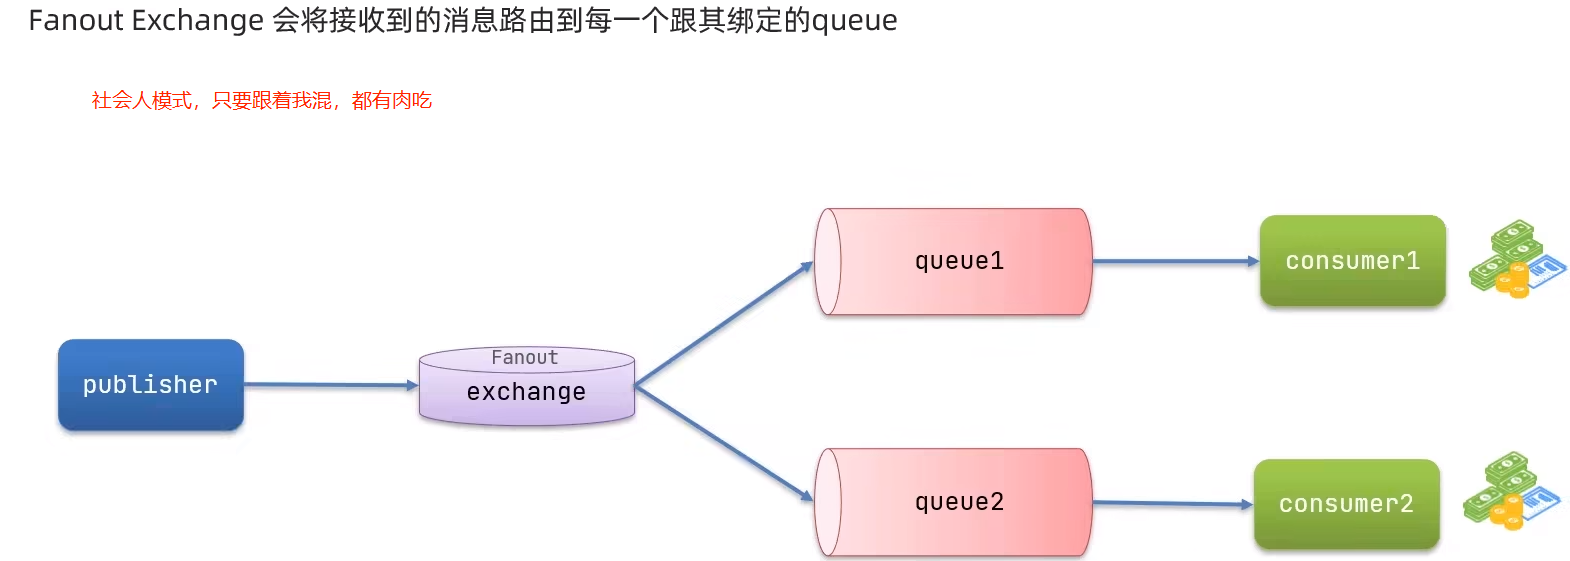 Fanout Exchange 会将接收到的消息路由到每一个跟其绑定的queue
社会人模式，只要跟着我混，都有肉吃
queue1
consumer1
Fanout
publisher
exchange
queue2
consumer2